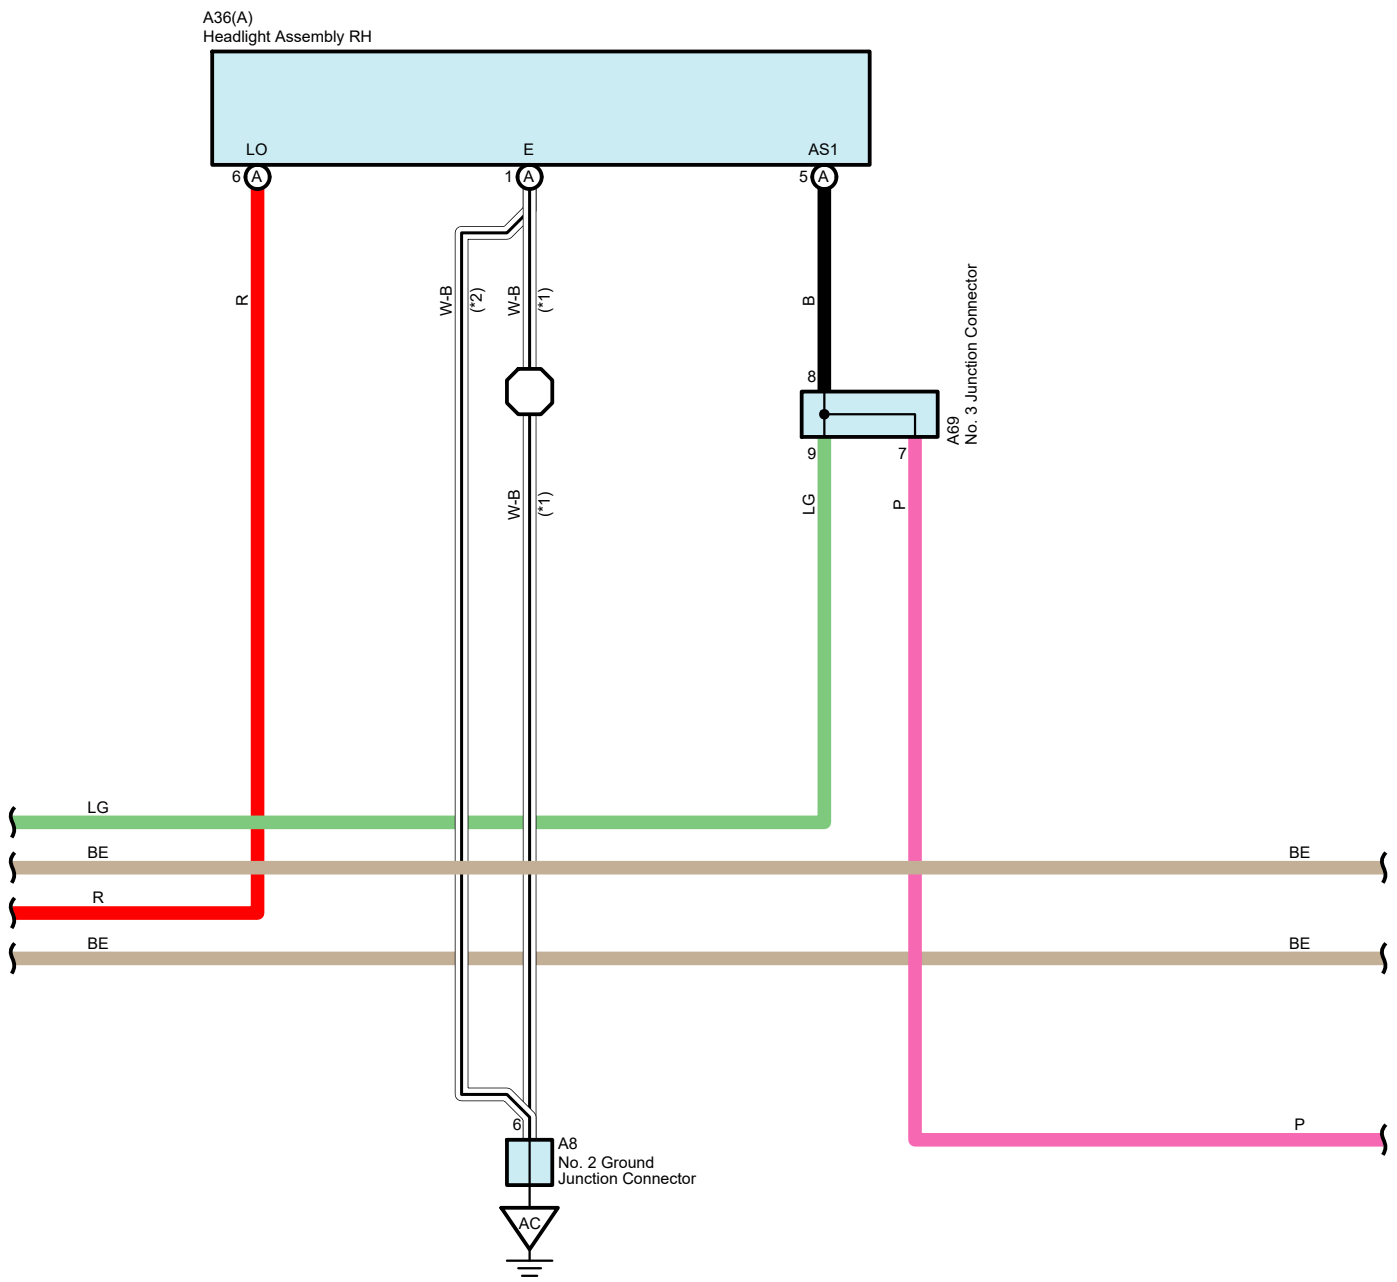 A36(A)
Headlight Assembly RH
LO
E
AS1
6
A
1
A
5
A
R
W-B
(*2)
W-B
(*1)
B
8
A69
No. 3 Junction Connector
9
7
W-B
(*1)
LG
P
LG
BE
BE
R
BE
BE
6
P
A8
No. 2 Ground
Junction Connector
AC